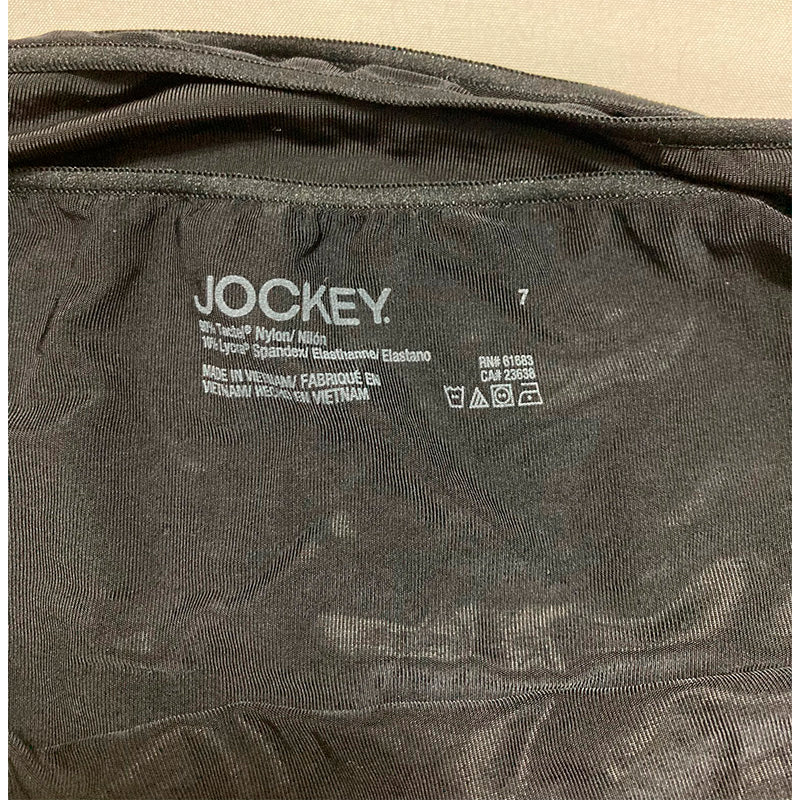 JOCKEY.
7
90% Tactel® Nylon/ Nilón
10% Lycra® Spandex/ Elasthanne/ Elastano
MADE IN VIETNAM/ FABRIQUÉ EN
VIETNAM/ HECHO EN VIETNAM
RN# 61683
CA# 23638